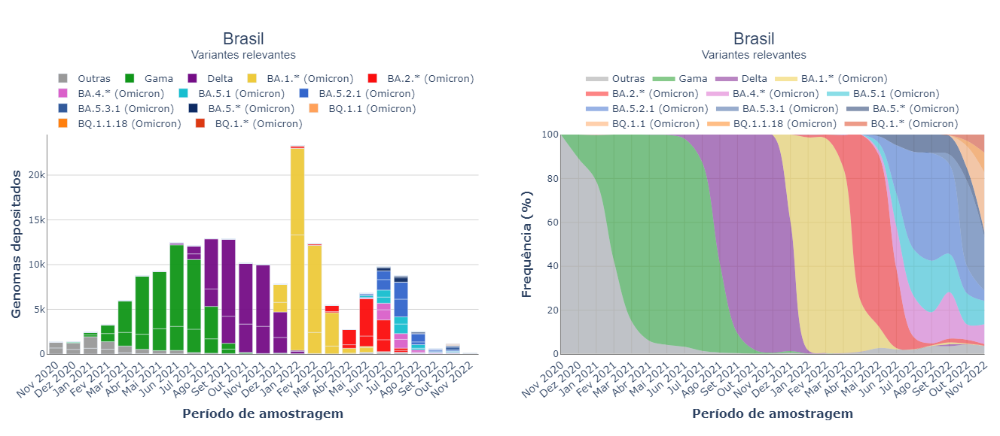 Brasil
Variantes relevantes
Outras Gama Delta BA.1.* (Omicron) BA.2.* (Omicron)
BA.4.* (Omicron) BA.5.1 (Omicron) BA.5.2.1 (Omicron)
BA.5.3.1 (Omicron) BA.5.* (Omicron) BQ.1.1 (Omicron)
BQ.1.1.18 (Omicron) BQ.1.* (Omicron)
Genomas depositados
20k
15k
10k
5k
0
Nov 2020
Dez 2020
Jan 2021
Fev 2021
Mar 2021
Abr 2021
Mai 2021
Jun 2021
Jul 2021
Ago 2021
Set 2021
Out 2021
Nov 2021
Dez 2021
Jan 2022
Fev 2022
Mar 2022
Abr 2022
Mai 2022
Jun 2022
Jul 2022
Ago 2022
Set 2022
Out 2022
Nov 2022
Período de amostragem
Brasil
Variantes relevantes
Outras Gama Delta BA.1.* (Omicron)
BA.2.* (Omicron) BA.4.* (Omicron) BA.5.1 (Omicron)
BA.5.2.1 (Omicron) BA.5.3.1 (Omicron) BA.5.* (Omicron)
BQ.1.1 (Omicron) BQ.1.1.18 (Omicron) BQ.1.* (Omicron)
Frequência (%)
100
80
60
40
20
0
Nov 2020
Dez 2020
Jan 2021
Fev 2021
Mar 2021
Abr 2021
Mai 2021
Jun 2021
Jul 2021
Ago 2021
Set 2021
Out 2021
Nov 2021
Dez 2021
Jan 2022
Fev 2022
Mar 2022
Abr 2022
Mai 2022
Jun 2022
Jul 2022
Ago 2022
Set 2022
Out 2022
Nov 2022
Período de amostragem